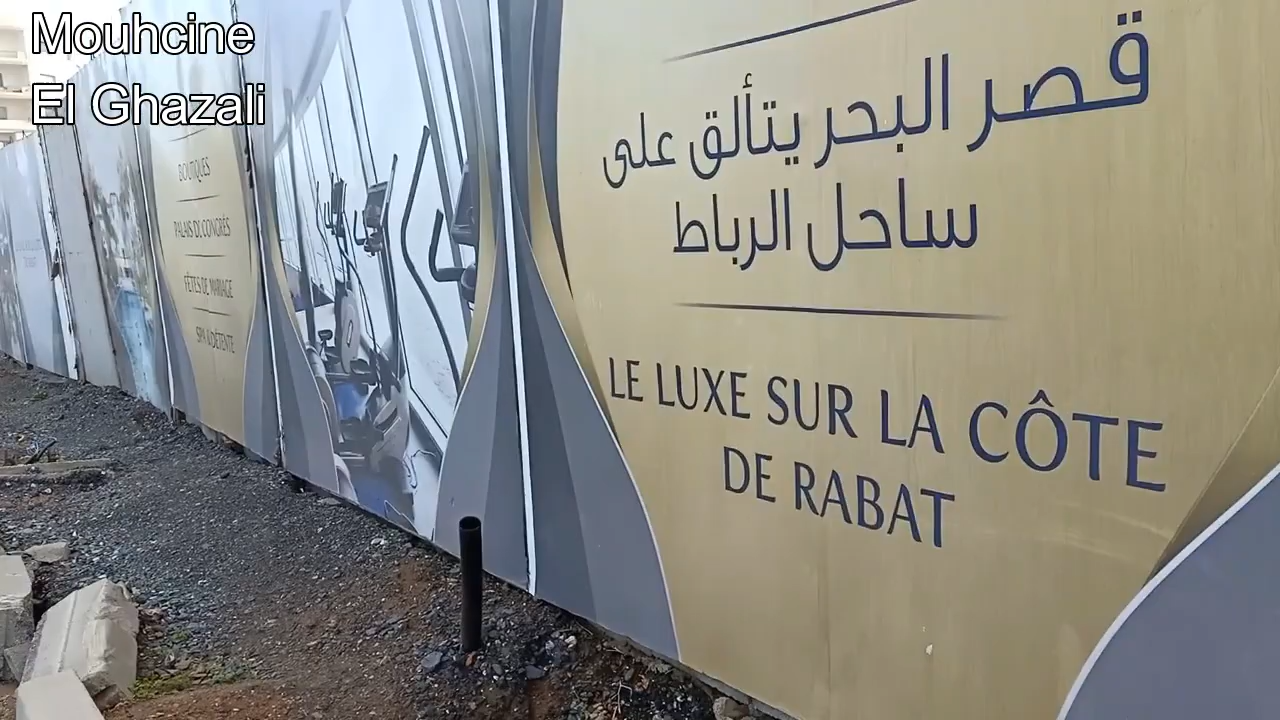 Mouhcine
El Ghazali
BOUTIQUES
PALAIS DE CONGRÈS
FÊTES DE MARIAGE
SPA & DÉTENTE
قصر البحر يتألق على
ساحل الرباط
LE LUXE SUR LA CÔTE
DE RABAT